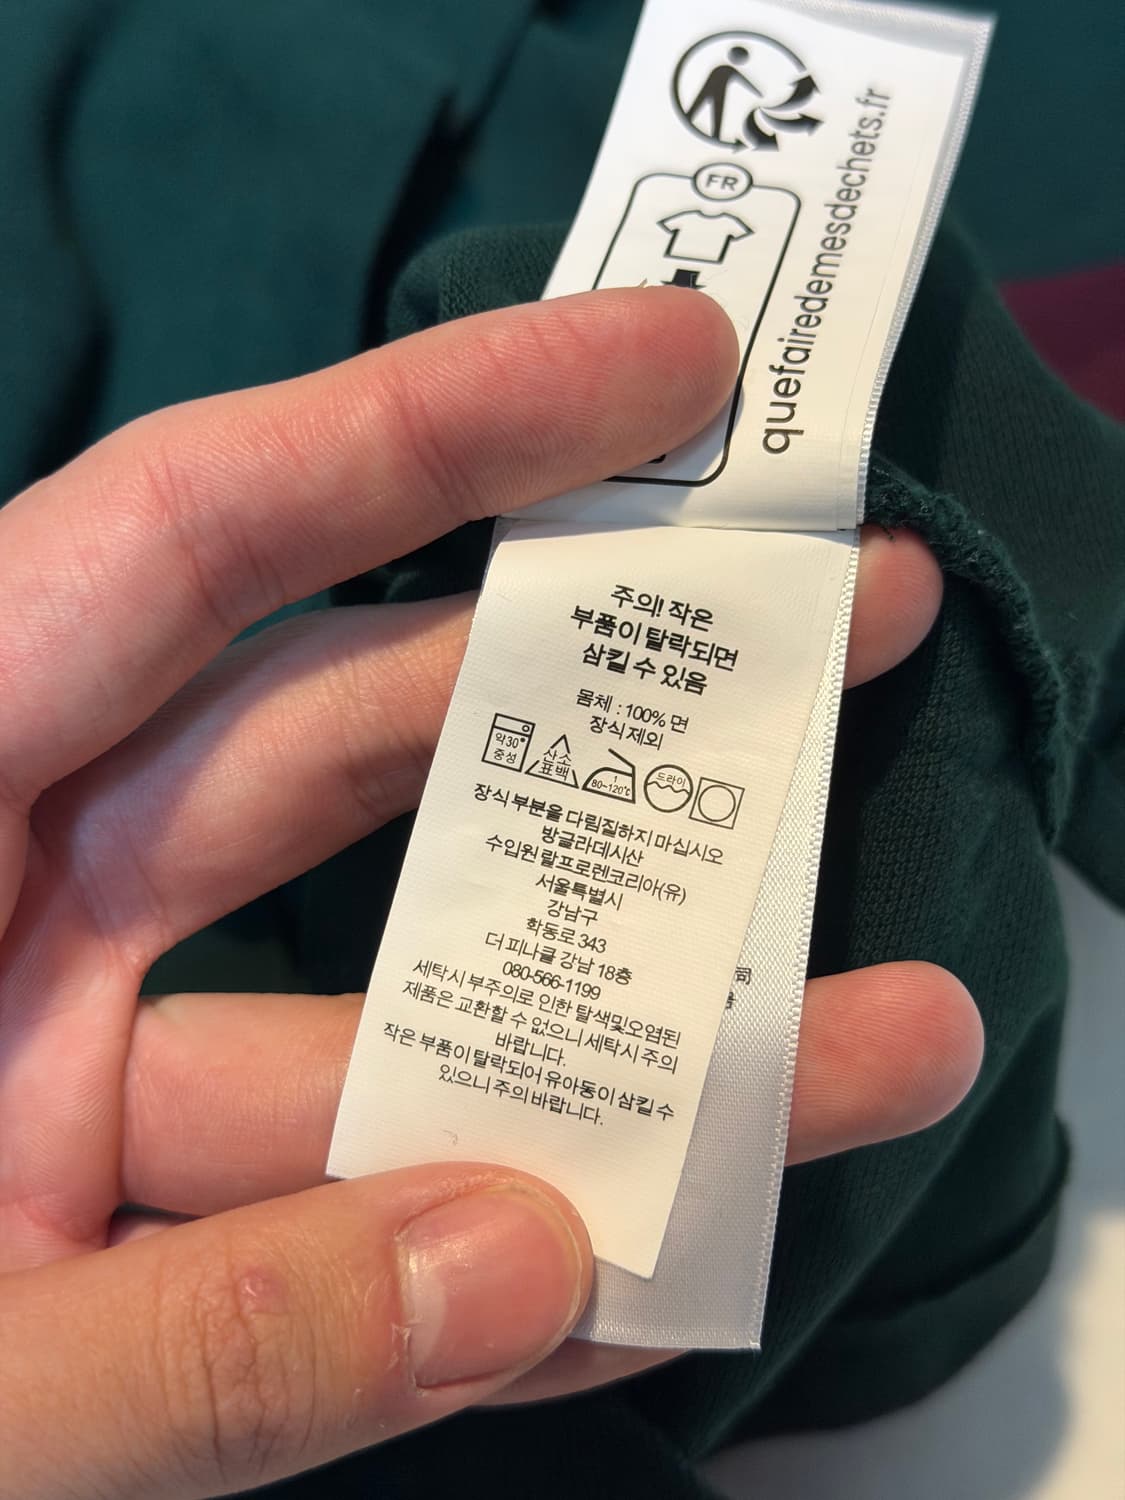 FR
quefairedemesdechets.fr
주의! 작은
부품이 탈락되면
삼킬 수 있음
몸체 : 100% 면
장식제외
약30°
중성
산소
표백
1
80~120℃
드라이
장식 부분을 다림질하지 마십시오
방글라데시산
수입원 랄프로렌코리아(유)
서울특별시
강남구
학동로 343
더 피나클 강남 18층
080-566-1199
세탁시 부주의로 인한 탈색및오염된
제품은 교환할 수 없으니 세탁시 주의
바랍니다.
작은 부품이 탈락되어 유아동이 삼킬 수
있으니 주의 바랍니다.
司